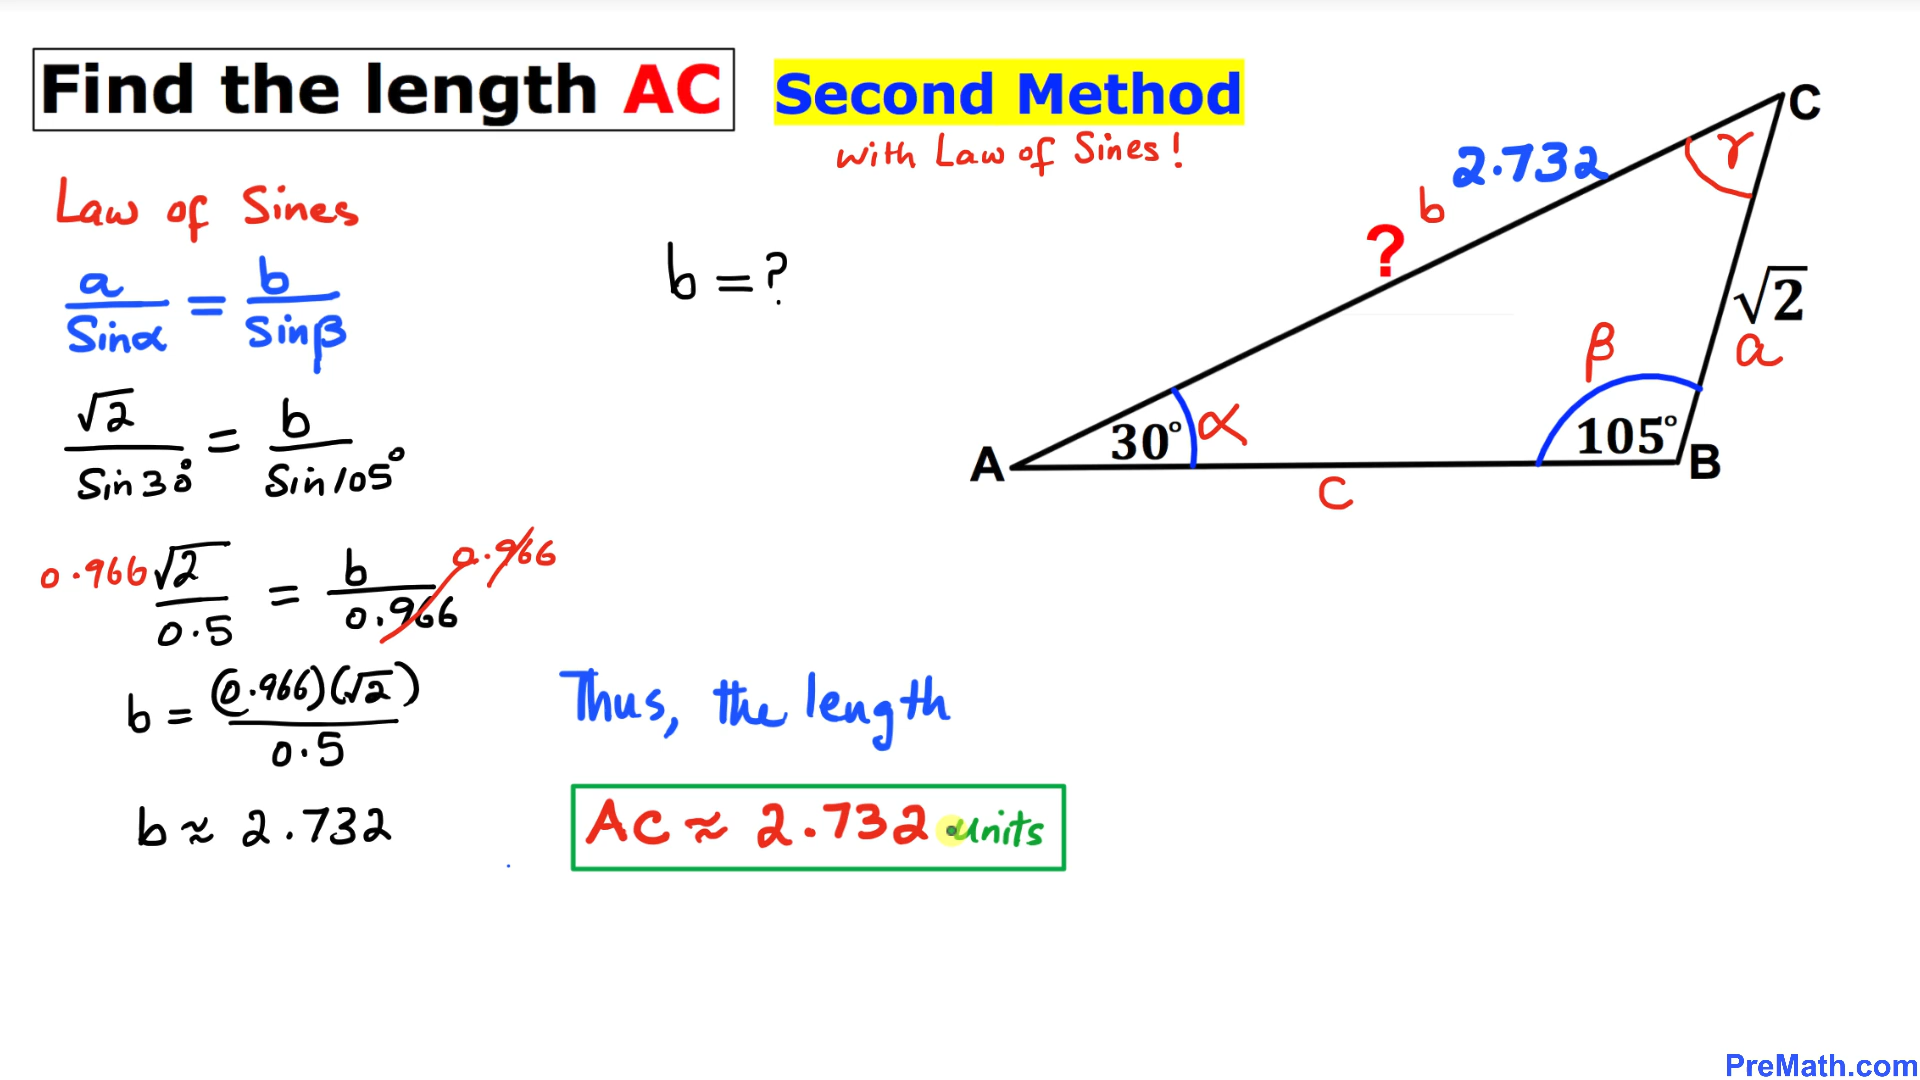 Find the length AC
Second Method
with Law of Sines!
Law of Sines
a/Sinα = b/Sinβ
b = ?
√2/Sin30° = b/Sin105°
0.966 √2/0.5 = b/0.966 0.966
b = (0.966)(√2)/0.5
b ≈ 2.732
Thus, the length
AC ≈ 2.732 units
C
γ
2.732
b
?
√2
a
β
A
30°
α
105°
B
c
PreMath.com